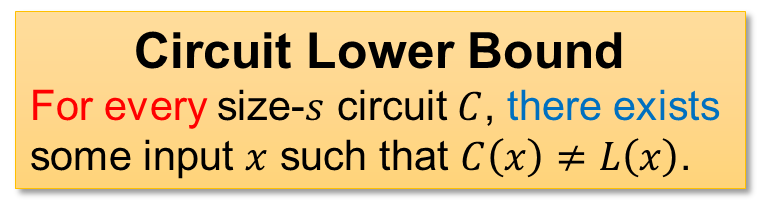 Circuit Lower Bound
For every size-𝑠 circuit 𝐶, there exists
some input 𝑥 such that 𝐶(𝑥) ≠ 𝐿(𝑥).